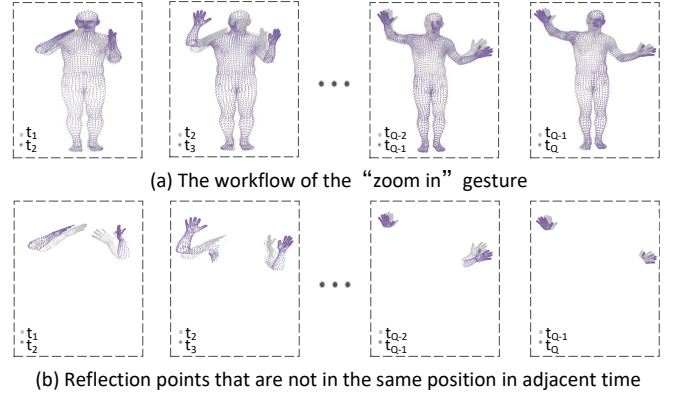 t1
t2
t2
t3
tQ-2
tQ-1
tQ-1
tQ
(a) The workflow of the “zoom in” gesture
t1
t2
t2
t3
tQ-2
tQ-1
tQ-1
tQ
(b) Reflection points that are not in the same position in adjacent time